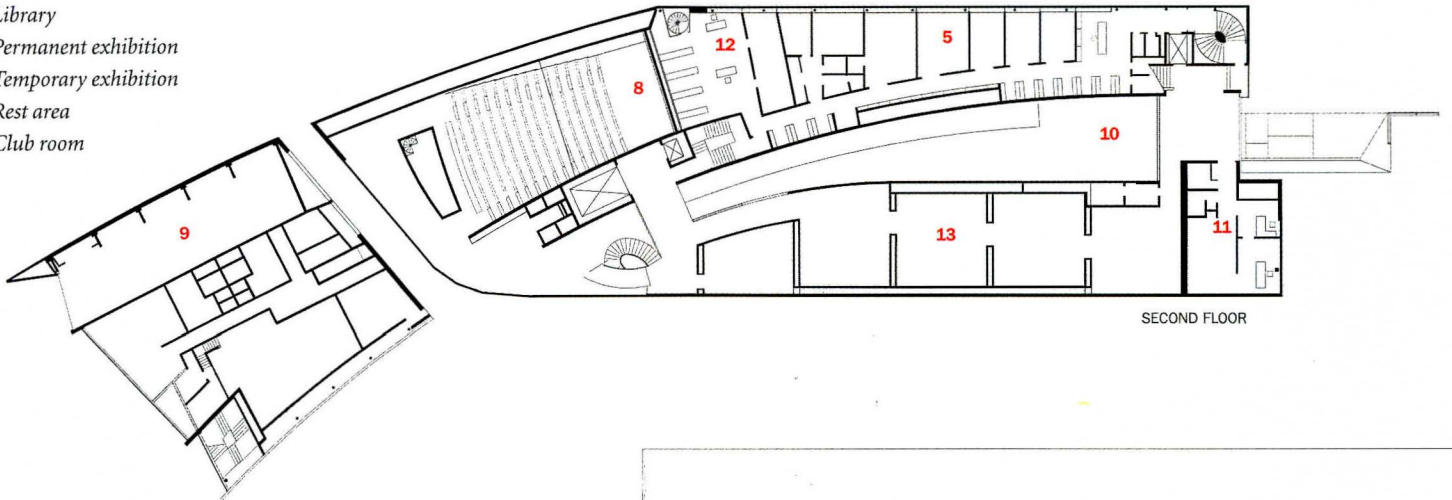 Library
Permanent exhibition
Temporary exhibition
Rest area
Club room
12
5
8
10
9
13
11
SECOND FLOOR